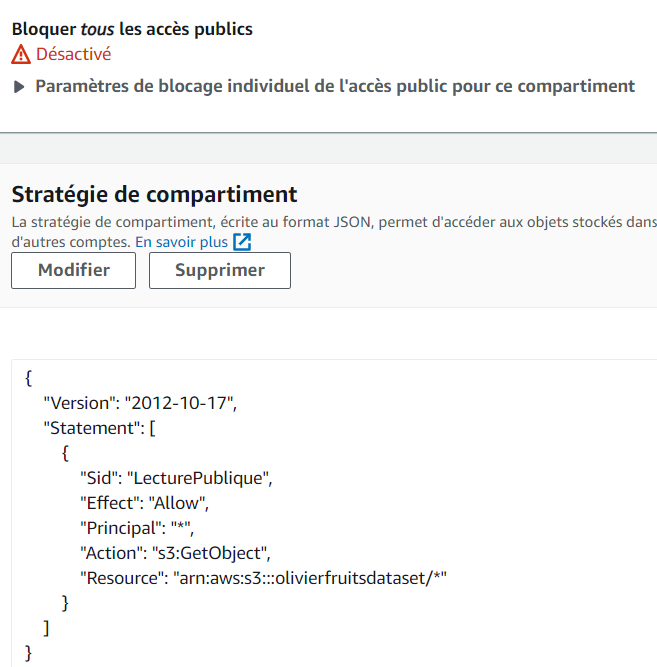 Bloquer tous les accès publics
Désactivé
Paramètres de blocage individuel de l'accès public pour ce compartiment
Stratégie de compartiment
La stratégie de compartiment, écrite au format JSON, permet d'accéder aux objets stockés dans
d'autres comptes. En savoir plus
Modifier Supprimer
{
"Version": "2012-10-17",
"Statement": [
{
"Sid": "LecturePublique",
"Effect": "Allow",
"Principal": "*",
"Action": "s3:GetObject",
"Resource": "arn:aws:s3:::olivierfruitsdataset/*"
}
]
}